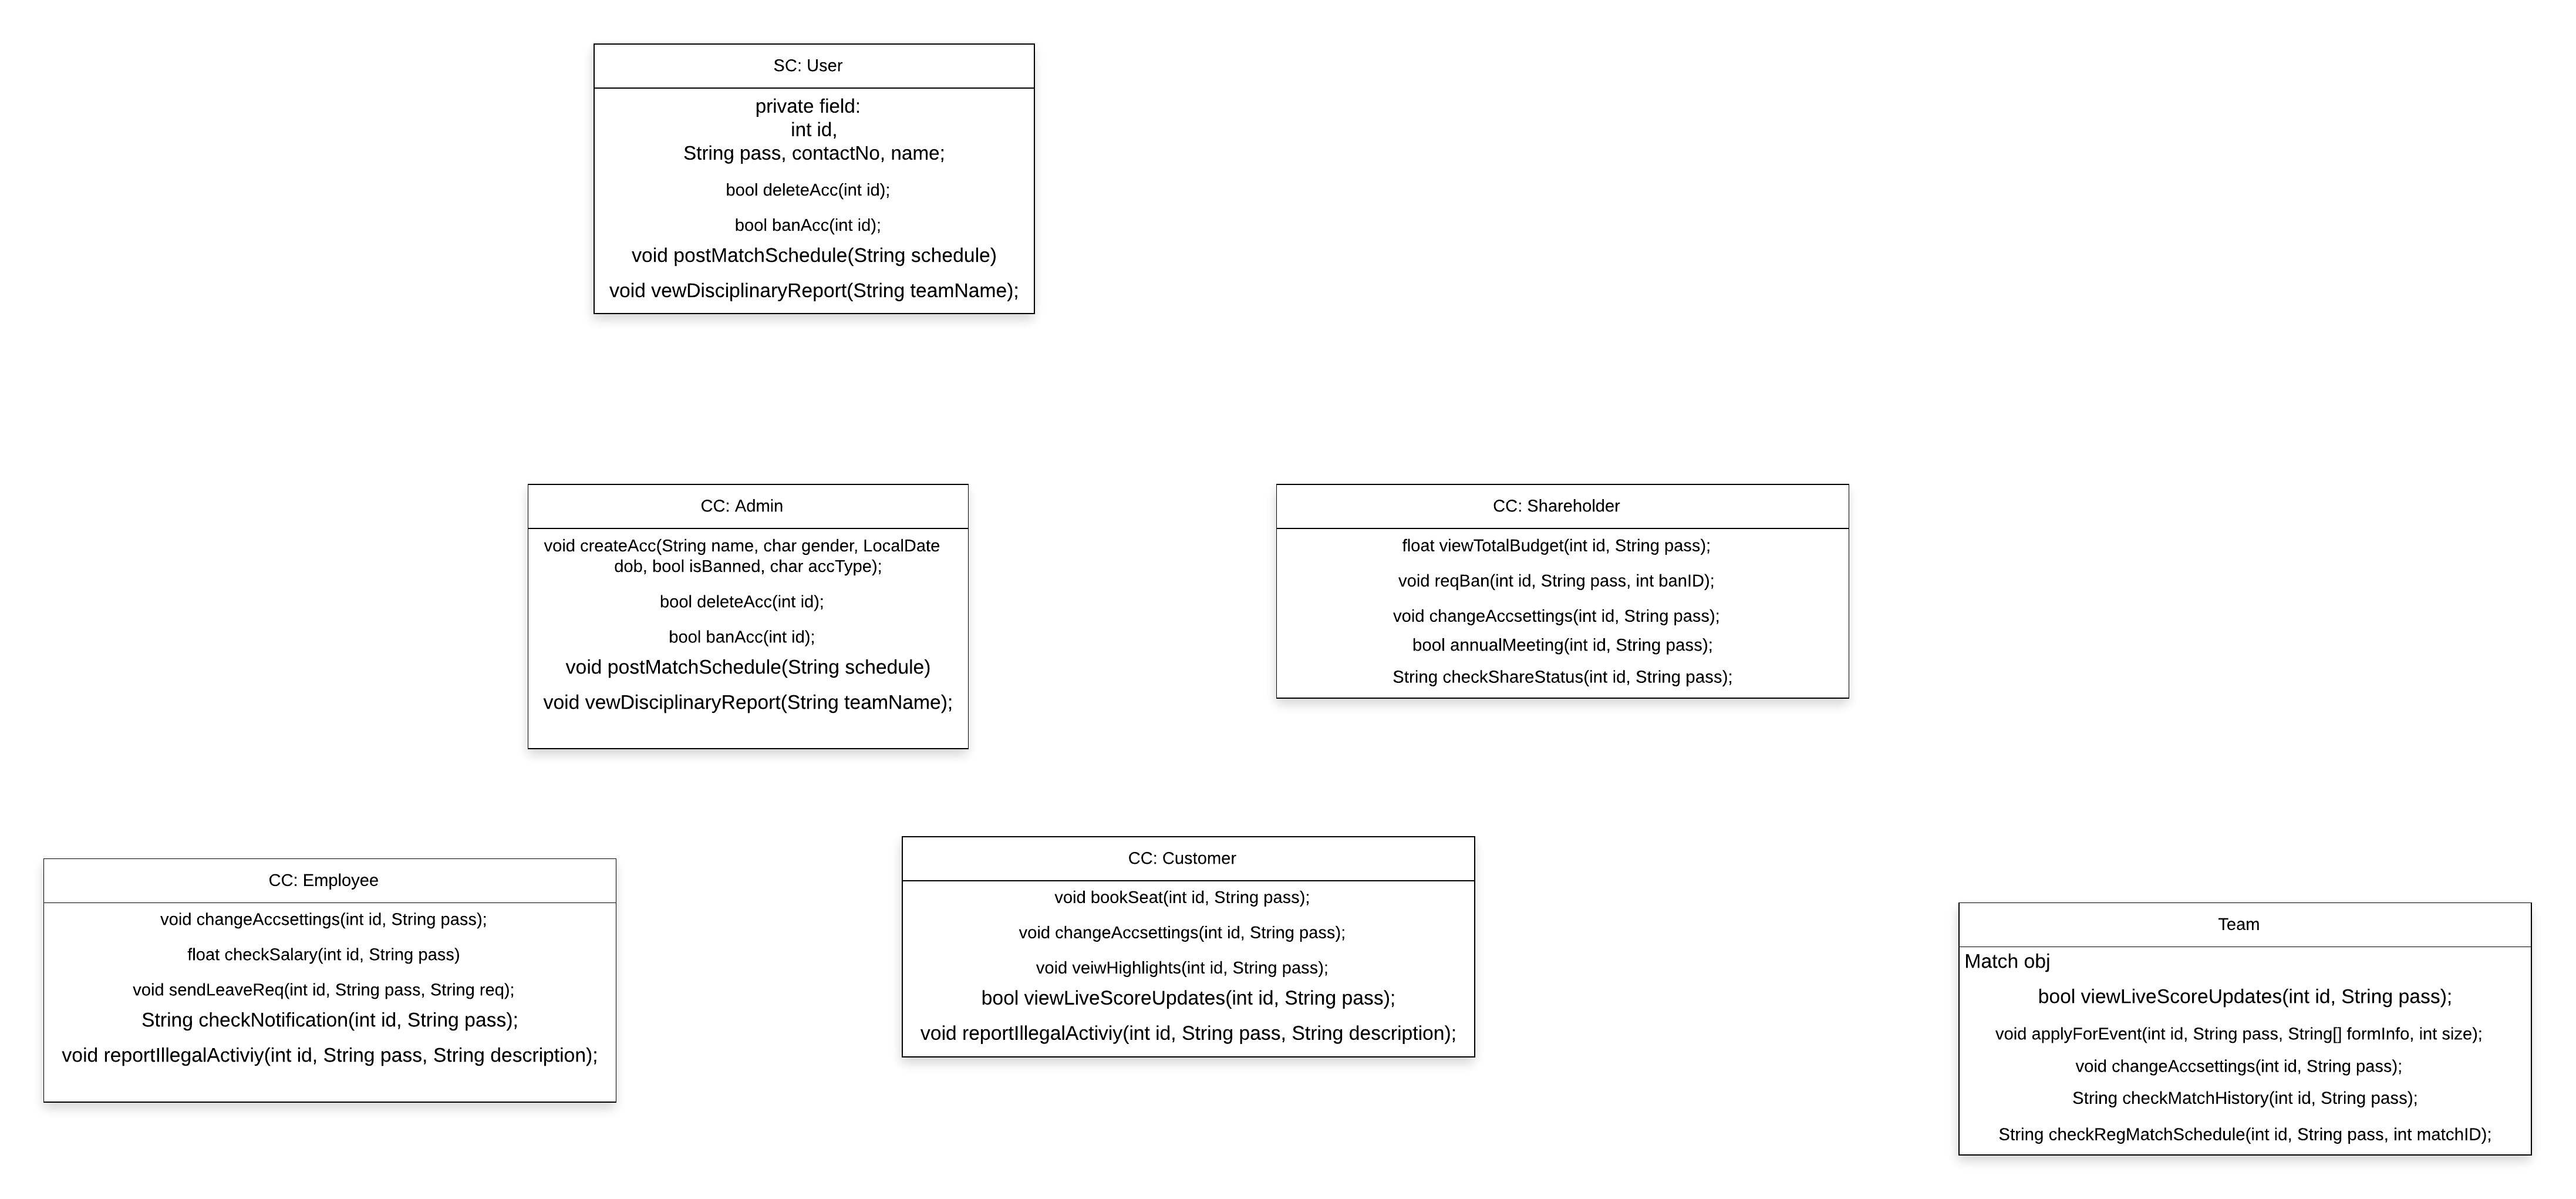 SC: User
private field:
int id,
String pass, contactNo, name;
bool deleteAcc(int id);
bool banAcc(int id);
void postMatchSchedule(String schedule)
void vewDisciplinaryReport(String teamName);
CC: Admin
void createAcc(String name, char gender, LocalDate
dob, bool isBanned, char accType);
bool deleteAcc(int id);
bool banAcc(int id);
void postMatchSchedule(String schedule)
void vewDisciplinaryReport(String teamName);
CC: Shareholder
float viewTotalBudget(int id, String pass);
void reqBan(int id, String pass, int banID);
void changeAccsettings(int id, String pass);
bool annualMeeting(int id, String pass);
String checkShareStatus(int id, String pass);
CC: Employee
void changeAccsettings(int id, String pass);
float checkSalary(int id, String pass)
void sendLeaveReq(int id, String pass, String req);
String checkNotification(int id, String pass);
void reportIllegalActiviy(int id, String pass, String description);
CC: Customer
void bookSeat(int id, String pass);
void changeAccsettings(int id, String pass);
void veiwHighlights(int id, String pass);
bool viewLiveScoreUpdates(int id, String pass);
void reportIllegalActiviy(int id, String pass, String description);
Team
Match obj
bool viewLiveScoreUpdates(int id, String pass);
void applyForEvent(int id, String pass, String[] formInfo, int size);
void changeAccsettings(int id, String pass);
String checkMatchHistory(int id, String pass);
String checkRegMatchSchedule(int id, String pass, int matchID);